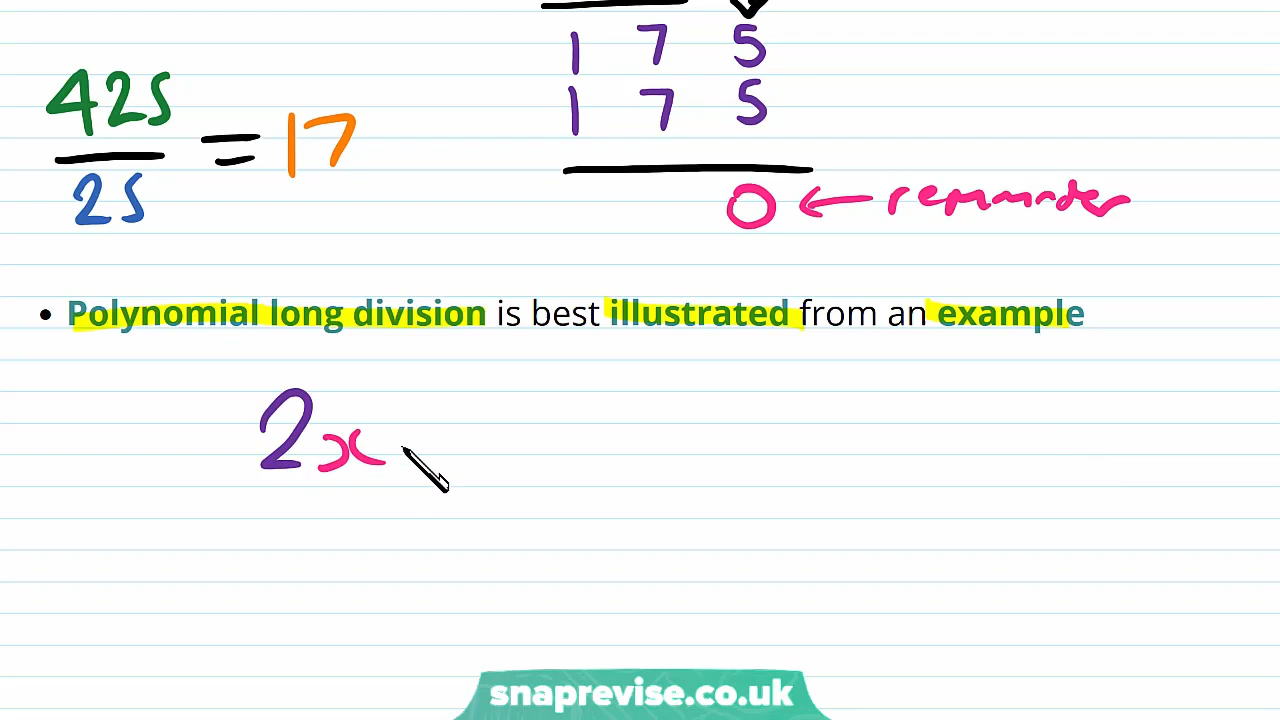 1 7 5
425
1 7 5
= 17
25
0 ← remainder
• Polynomial long division is best illustrated from an example
2x
snaprevise.co.uk